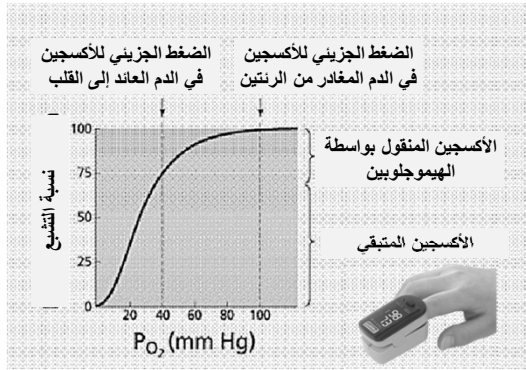 الضغط الجزيئي للأكسجين
في الدم العائد إلى القلب
الضغط الجزيئي للأكسجين
في الدم المغادر من الرئتين
نسبة التشبع
100
75
50
25
0
الأكسجين المنقول بواسطة
الهيموجلوبين
الأكسجين المتبقي
20 40 60 80 100
PO₂ (mm Hg)